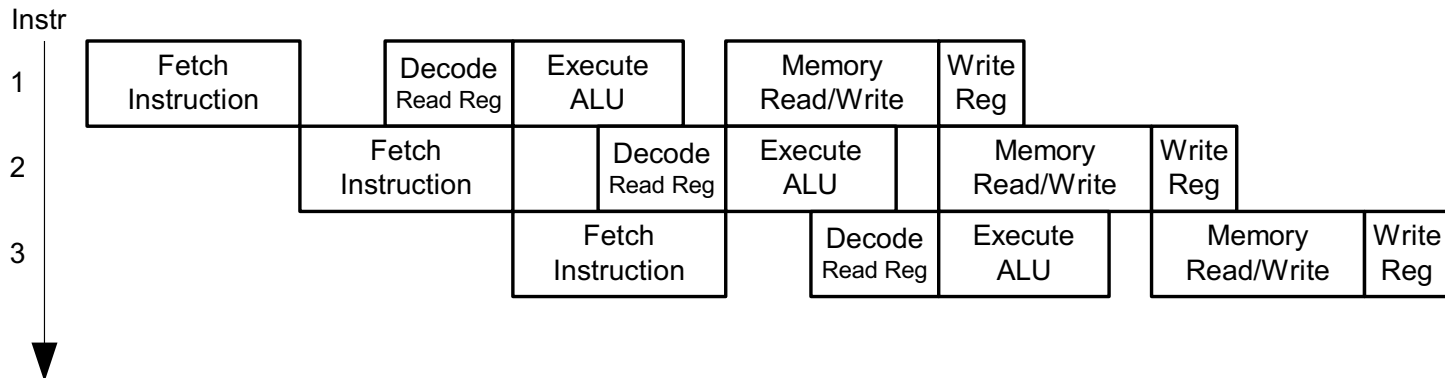 Instr
1
Fetch
Instruction
Decode
Read Reg
Execute
ALU
Memory
Read/Write
Write
Reg
2
Fetch
Instruction
Decode
Read Reg
Execute
ALU
Memory
Read/Write
Write
Reg
3
Fetch
Instruction
Decode
Read Reg
Execute
ALU
Memory
Read/Write
Write
Reg